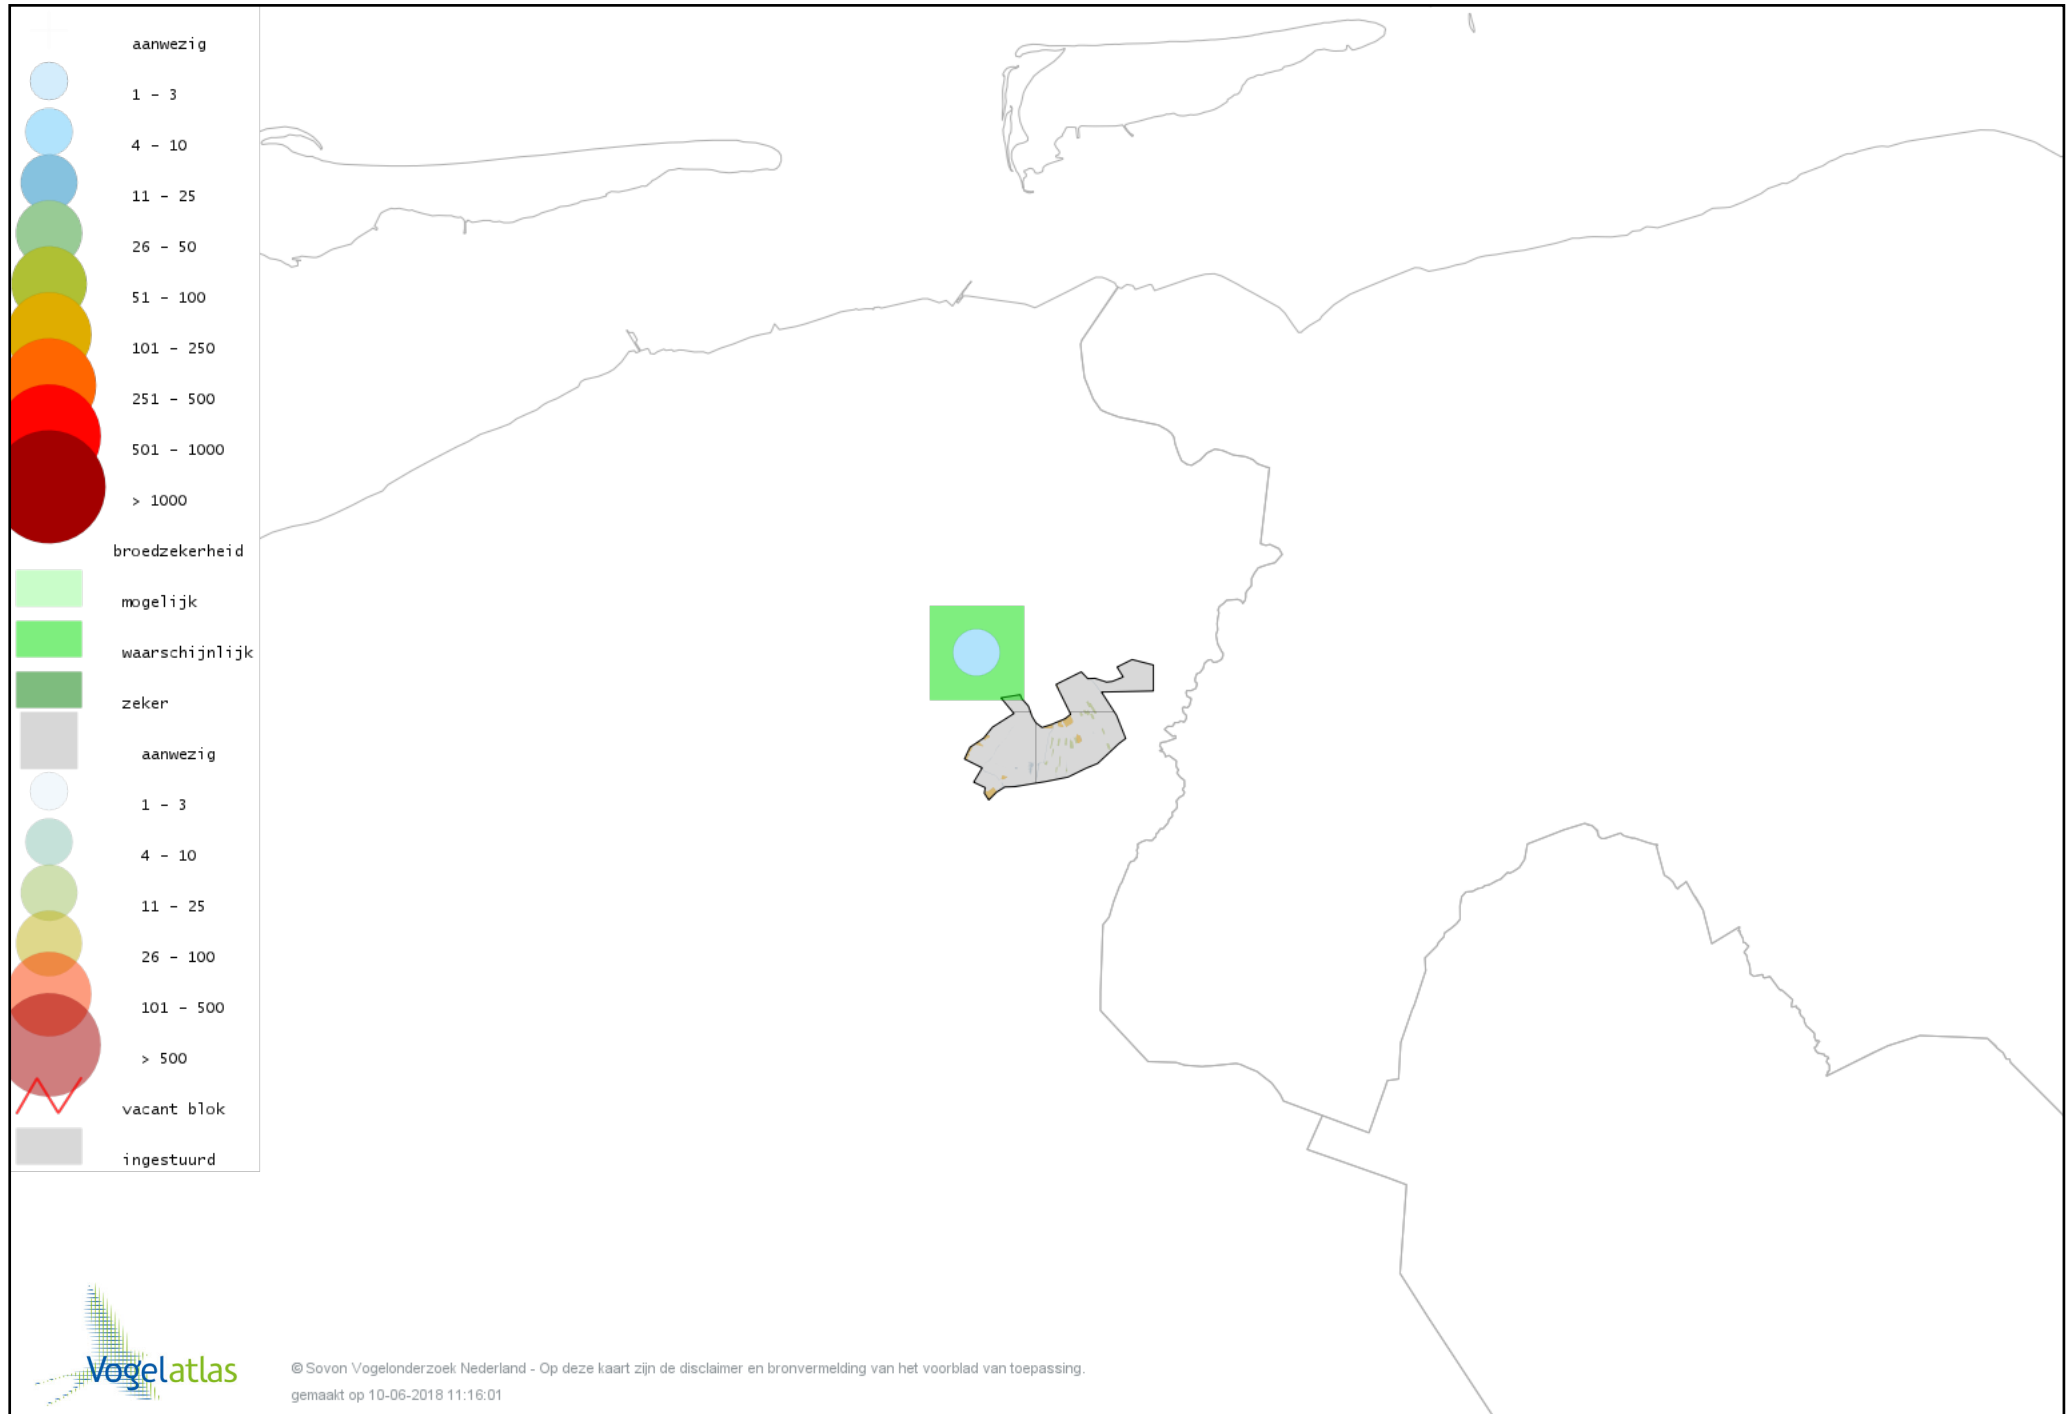 aanwezig
1 - 3
4 - 10
11 - 25
26 - 50
51 - 100
101 - 250
251 - 500
501 - 1000
> 1000
broedzekerheid
mogelijk
waarschijnlijk
zeker
aanwezig
1 - 3
4 - 10
11 - 25
26 - 100
101 - 500
> 500
vacant blok
ingestuurd
Vogelatlas
© Sovon Vogelonderzoek Nederland - Op deze kaart zijn de disclaimer en bronvermelding van het voorblad van toepassing.
gemaakt op 10-06-2018 11:16:01